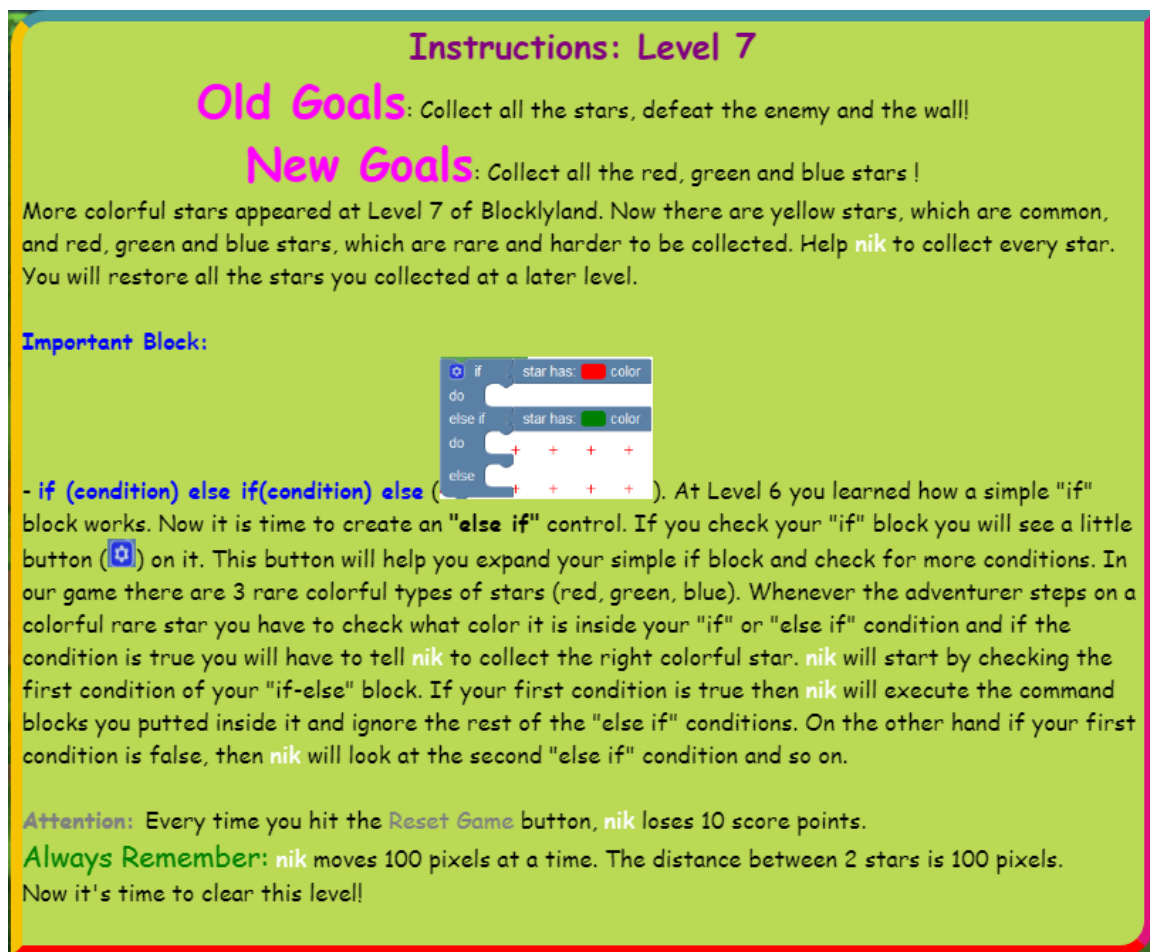 Instructions: Level 7
Old Goals: Collect all the stars, defeat the enemy and the wall!
New Goals: Collect all the red, green and blue stars !
More colorful stars appeared at Level 7 of Blocklyland. Now there are yellow stars, which are common,
and red, green and blue stars, which are rare and harder to be collected. Help nik to collect every star.
You will restore all the stars you collected at a later level.
Important Block:
if star has: color
do
else if star has: color
do
else
- if (condition) else if(condition) else ( ). At Level 6 you learned how a simple "if"
block works. Now it is time to create an "else if" control. If you check your "if" block you will see a little
button ( ) on it. This button will help you expand your simple if block and check for more conditions. In
our game there are 3 rare colorful types of stars (red, green, blue). Whenever the adventurer steps on a
colorful rare star you have to check what color it is inside your "if" or "else if" condition and if the
condition is true you will have to tell nik to collect the right colorful star. nik will start by checking the
first condition of your "if-else" block. If your first condition is true then nik will execute the command
blocks you putted inside it and ignore the rest of the "else if" conditions. On the other hand if your first
condition is false, then nik will look at the second "else if" condition and so on.
Attention: Every time you hit the Reset Game button, nik loses 10 score points.
Always Remember: nik moves 100 pixels at a time. The distance between 2 stars is 100 pixels.
Now it's time to clear this level!